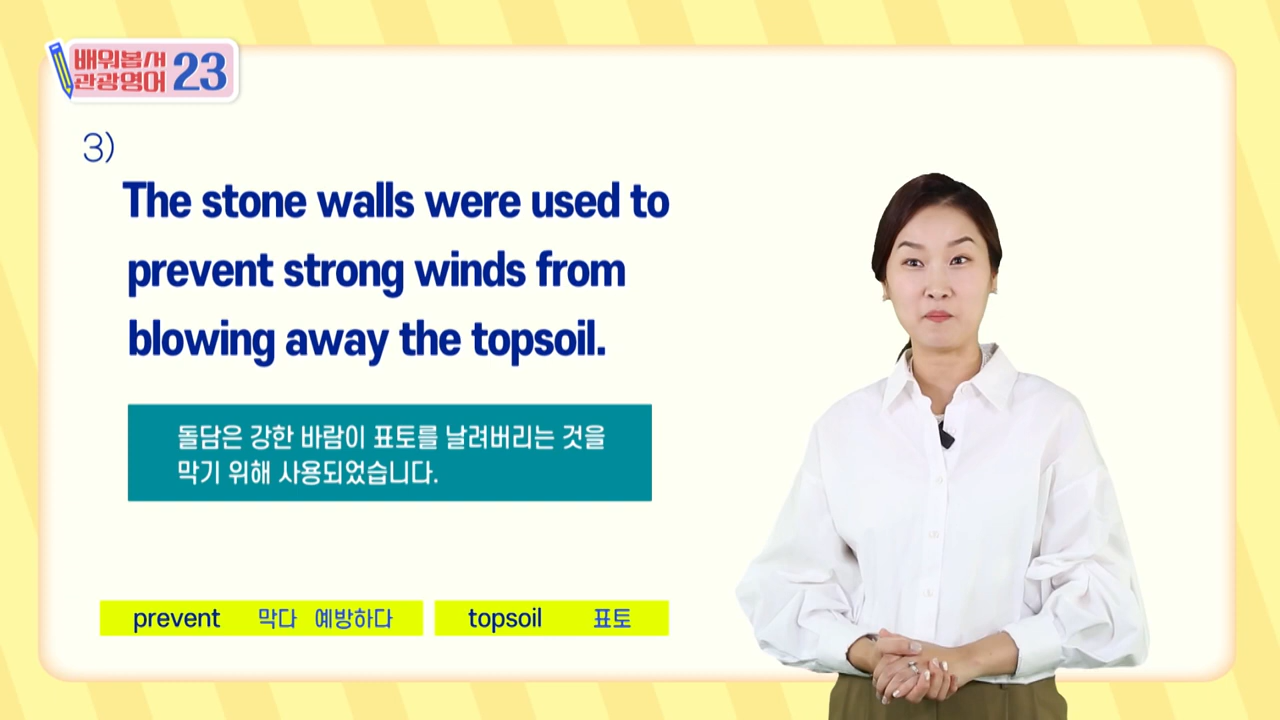 배워봅서
관광영어 23
3)
The stone walls were used to
prevent strong winds from
blowing away the topsoil.
돌담은 강한 바람이 표토를 날려버리는 것을
막기 위해 사용되었습니다.
prevent 막다 예방하다 topsoil 표토